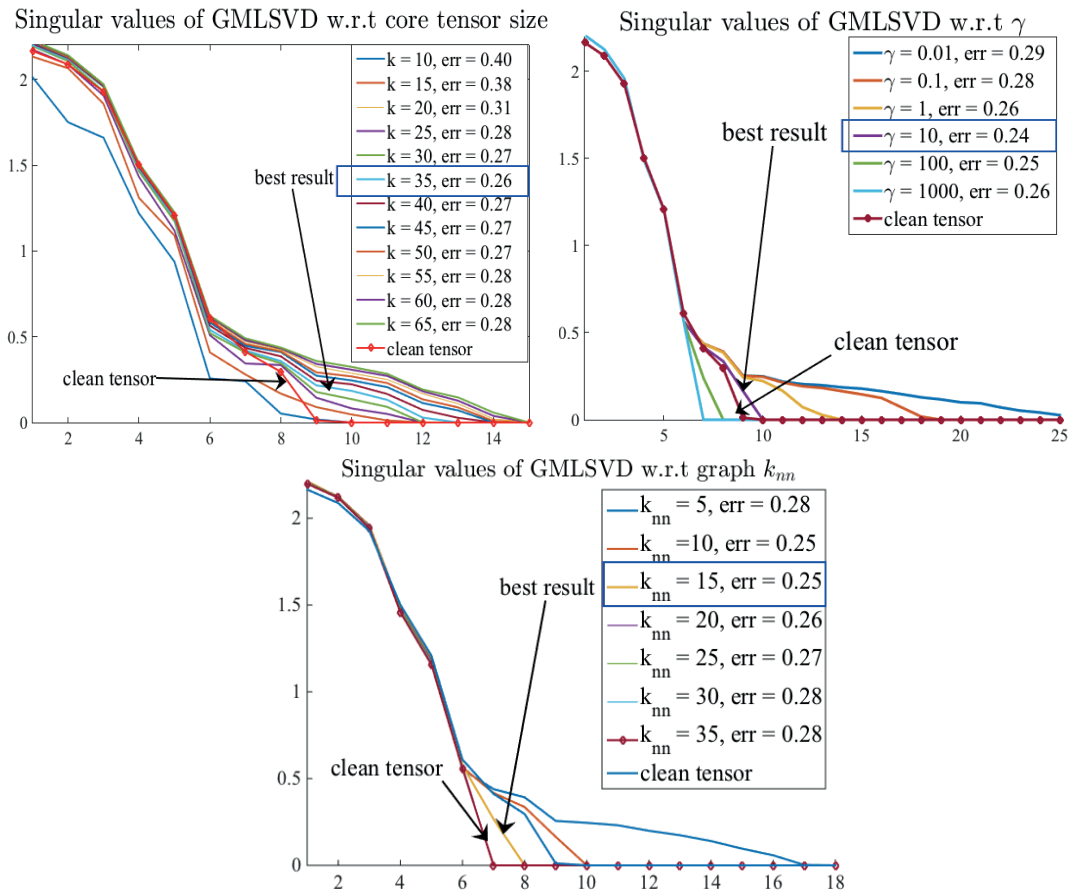 Singular values of GMLSVD w.r.t core tensor size
2
1.5
1
0.5
0
2
4
6
8
10
12
14
k = 10, err = 0.40
k = 15, err = 0.38
k = 20, err = 0.31
k = 25, err = 0.28
k = 30, err = 0.27
k = 35, err = 0.26
k = 40, err = 0.27
k = 45, err = 0.27
k = 50, err = 0.27
k = 55, err = 0.28
k = 60, err = 0.28
k = 65, err = 0.28
clean tensor
best result
clean tensor
Singular values of GMLSVD w.r.t γ
2
1.5
1
0.5
0
5
10
15
20
25
γ = 0.01, err = 0.29
γ = 0.1, err = 0.28
γ = 1, err = 0.26
γ = 10, err = 0.24
γ = 100, err = 0.25
γ = 1000, err = 0.26
clean tensor
best result
clean tensor
Singular values of GMLSVD w.r.t graph k_nn
2
1.5
1
0.5
0
2
4
6
8
10
12
14
16
18
k_nn = 5, err = 0.28
k_nn =10, err = 0.25
k_nn = 15, err = 0.25
k_nn = 20, err = 0.26
k_nn = 25, err = 0.27
k_nn = 30, err = 0.28
k_nn = 35, err = 0.28
clean tensor
best result
clean tensor